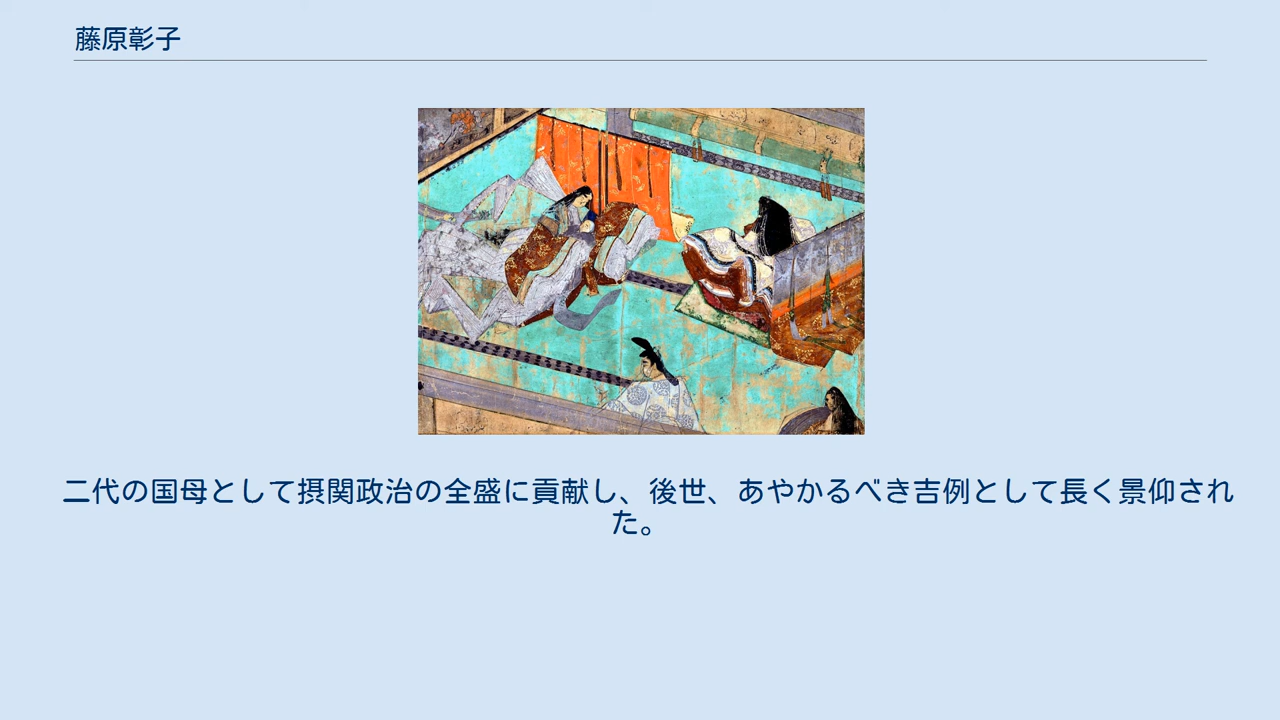 藤原彰子
二代の国母として摂関政治の全盛に貢献し、後世、あやかるべき吉例として長く景仰され
た。